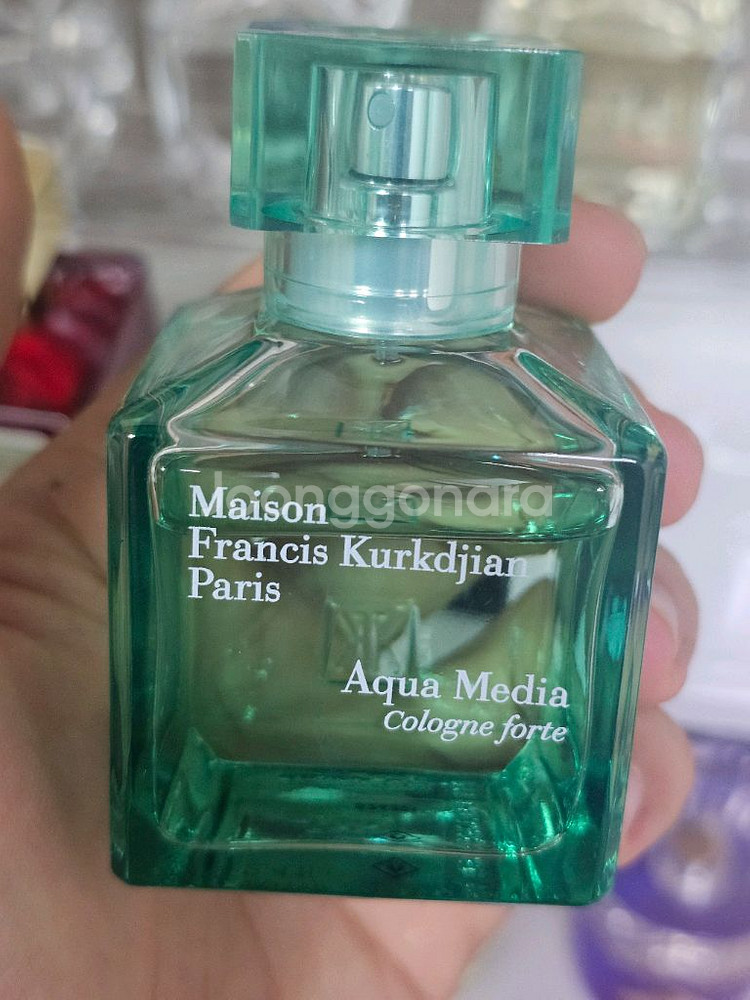 Maison
Francis Kurkdjian
Paris
joonggonara
Aqua Media
Cologne forte